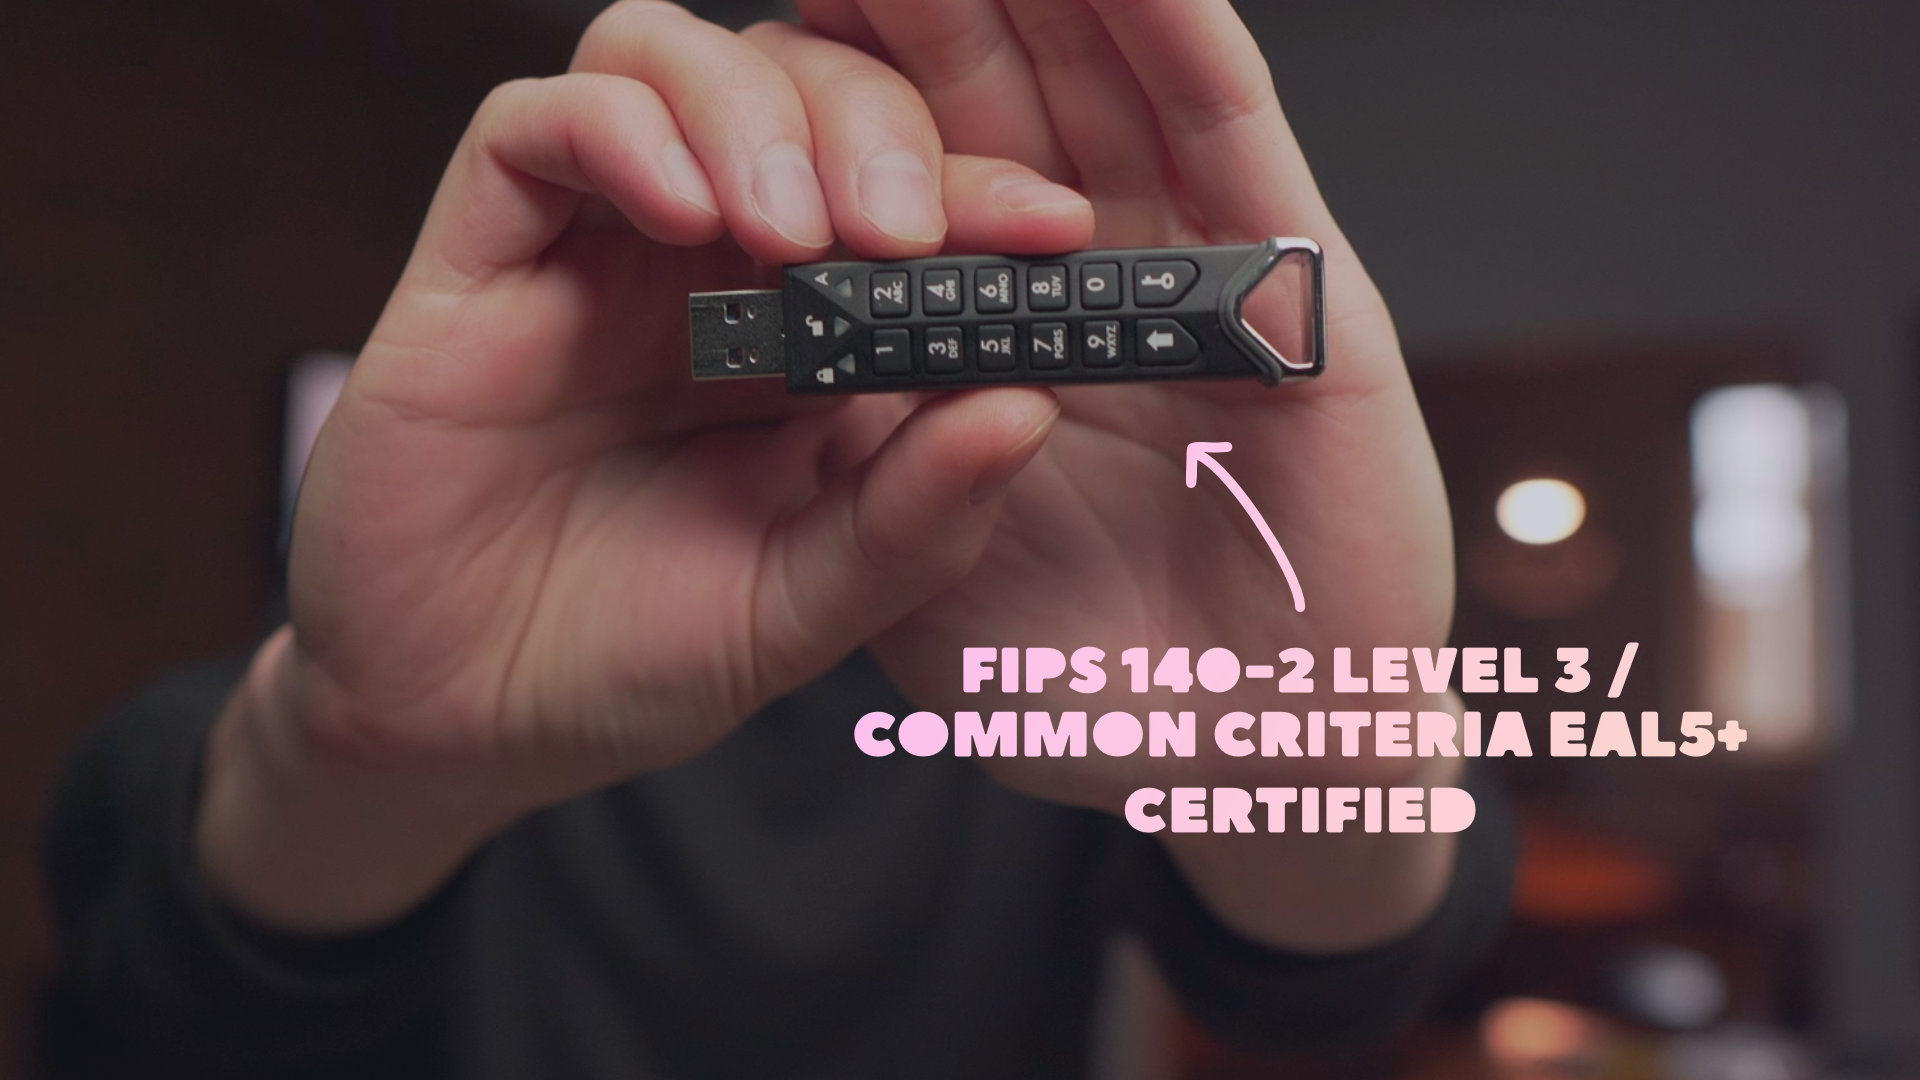 A
2 ABC 4 GHI 6 MNO 8 TUV 0
1 3 DEF 5 JKL 7 PQRS 9 WXYZ
FIPS 140-2 LEVEL 3 /
COMMON CRITERIA EAL5+
CERTIFIED